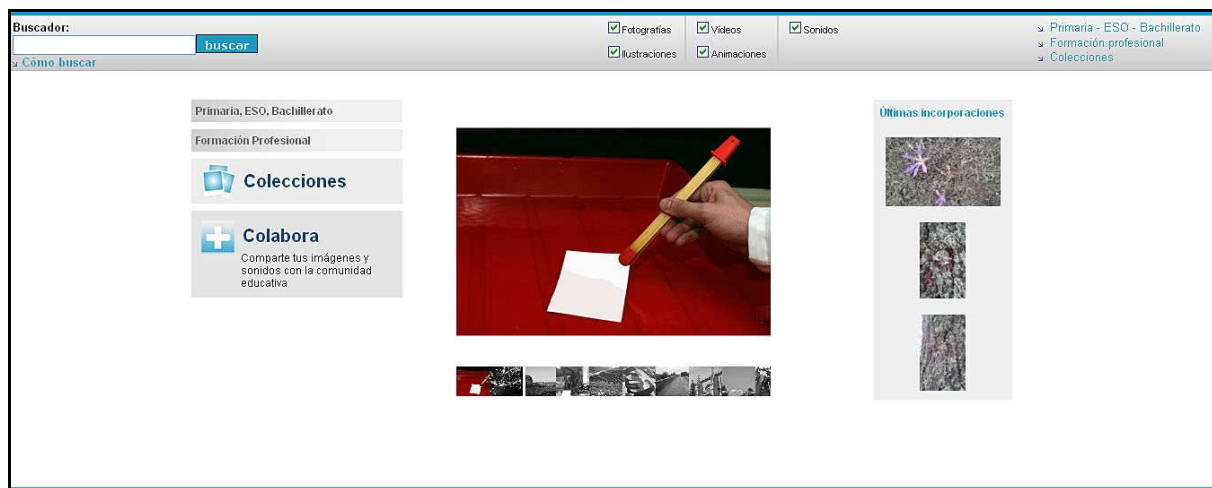 Buscador:
buscar
Cómo buscar
Fotografías
Vídeos
Sonidos
Ilustraciones
Animaciones
Primaria - ESO - Bachillerato
Formación profesional
Colecciones
Primaria, ESO, Bachillerato
Formación Profesional
Colecciones
Colabora
Comparte tus imágenes y
sonidos con la comunidad
educativa
Últimas incorporaciones